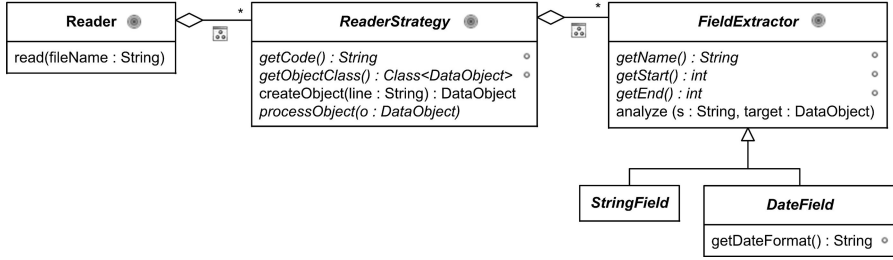 Reader
read(fileName : String)
*
ReaderStrategy
getCode() : String
getObjectClass() : Class<DataObject>
createObject(line : String) : DataObject
processObject(o : DataObject)
*
FieldExtractor
getName() : String
getStart() : int
getEnd() : int
analyze (s : String, target : DataObject)
StringField
DateField
getDateFormat() : String